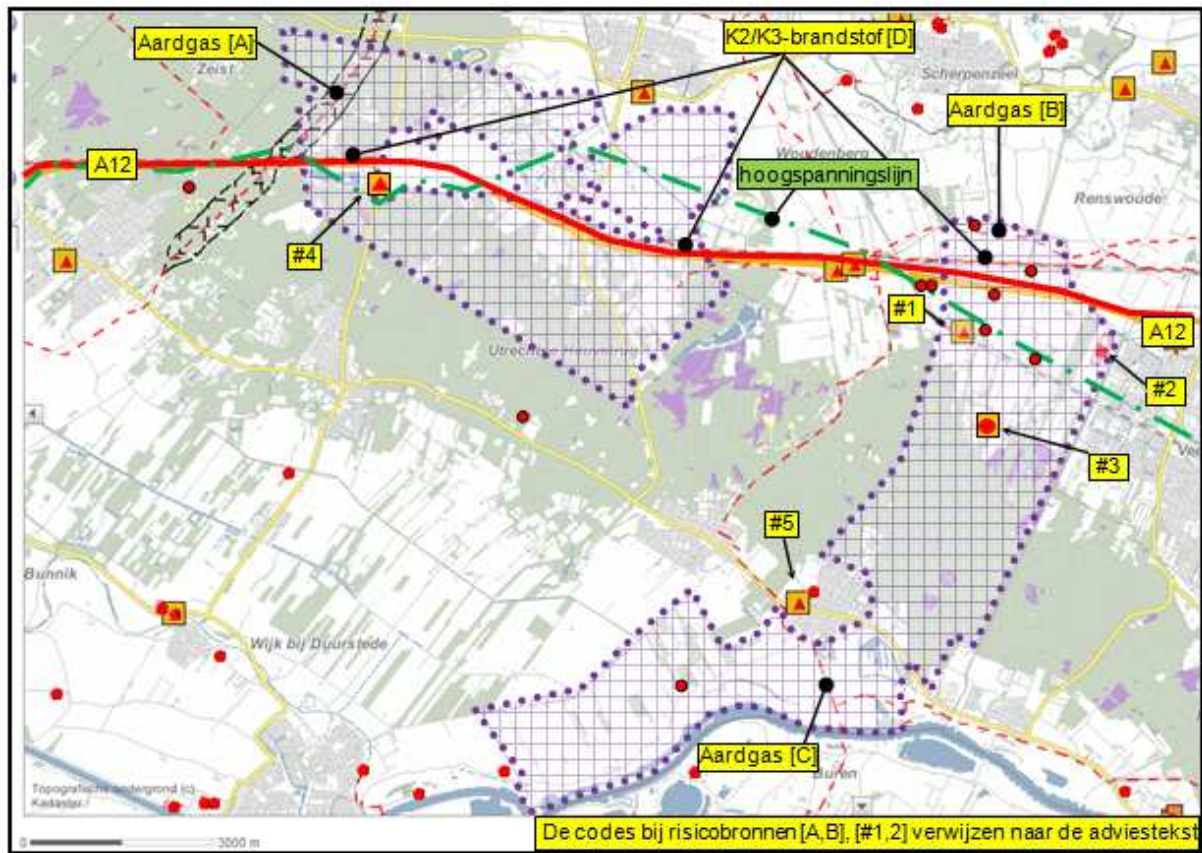 Aardgas [A]
K2/K3-brandstof[D]
Zeist
Scherpenzeel
Aardgas [B]
A12
Woudenberg
hoogspanningslijn
Renswoude
#4
#1
A12
#2
#3
#5
Bunnik
Wijk bij Duurstede
Aardgas [C]
Buren
Topografische ondergrond (c)
Kadaster
0 3000 m
De codes bij risicobronnen [A,B], [#1,2] verwijzen naar de adviestekst